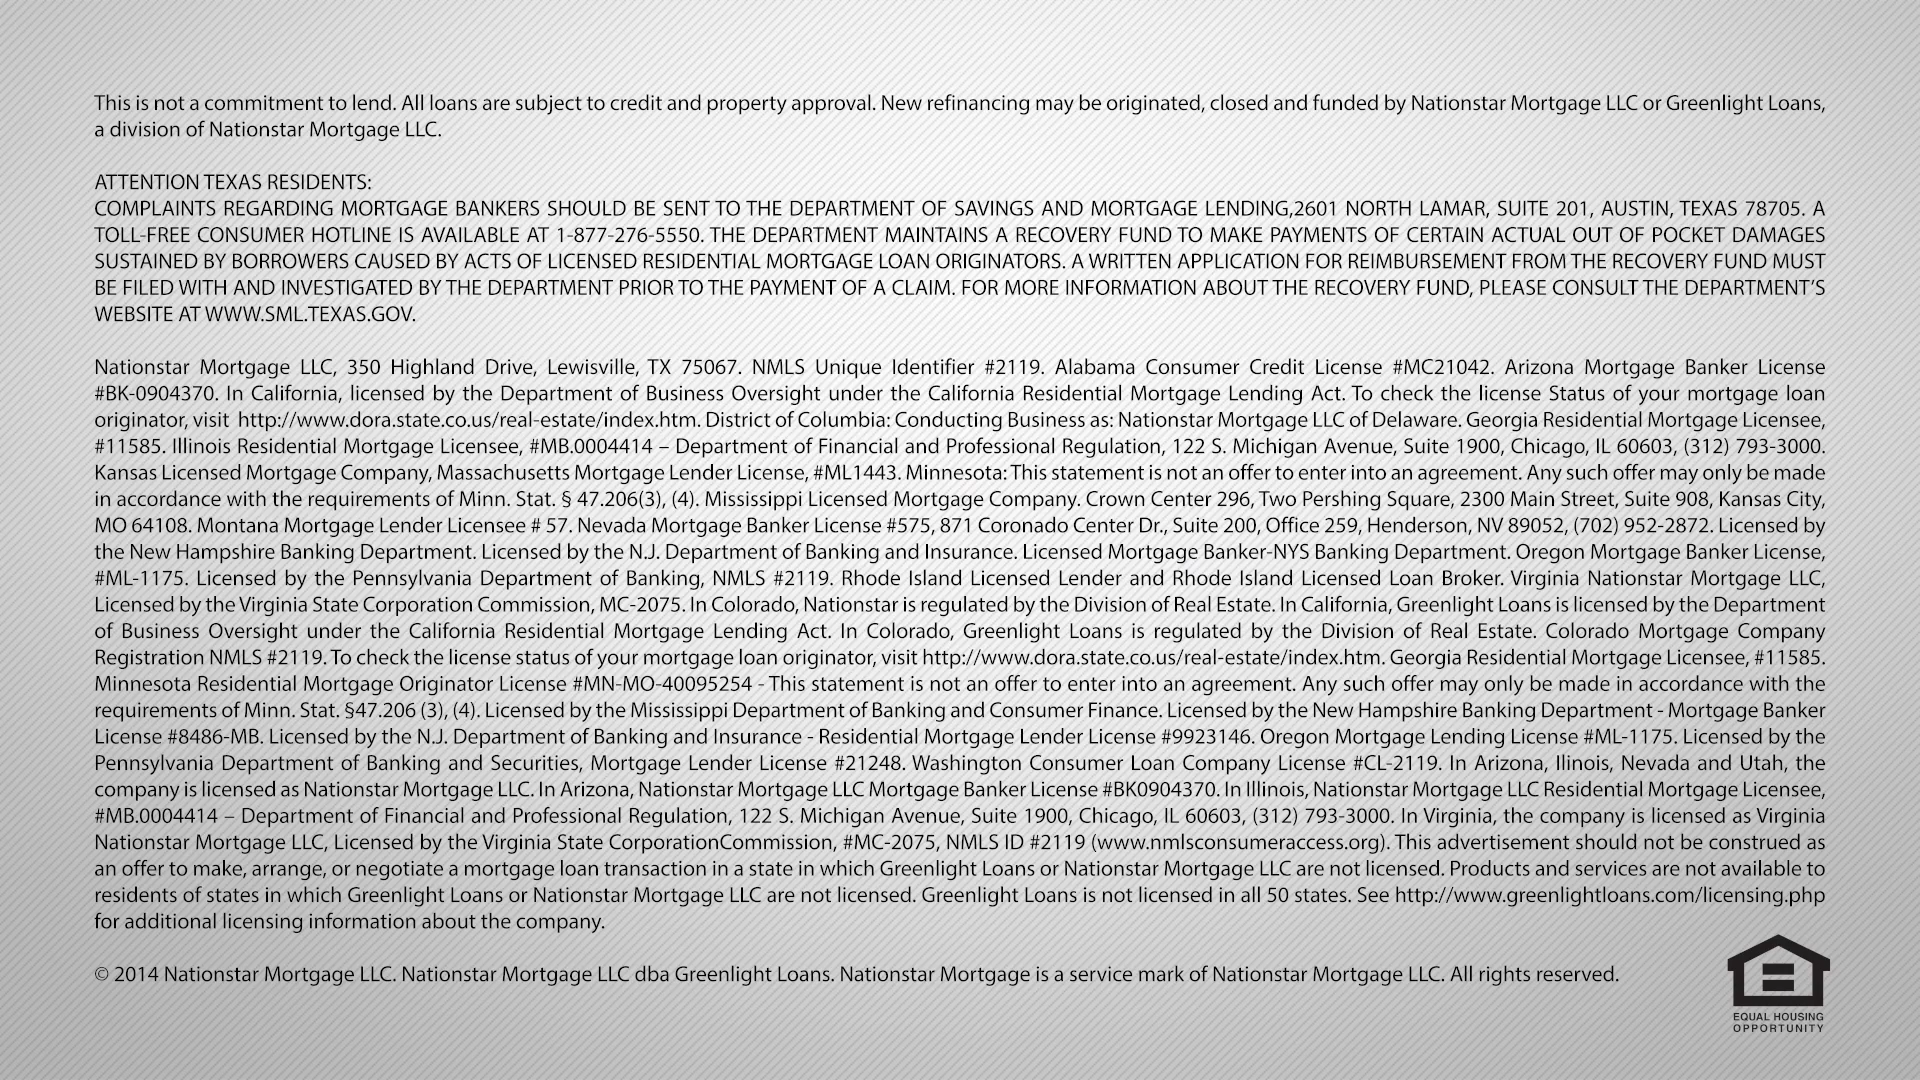 This is not a commitment to lend. All loans are subject to credit and property approval. New refinancing may be originated, closed and funded by Nationstar Mortgage LLC or Greenlight Loans,
a division of Nationstar Mortgage LLC.
ATTENTION TEXAS RESIDENTS:
COMPLAINTS REGARDING MORTGAGE BANKERS SHOULD BE SENT TO THE DEPARTMENT OF SAVINGS AND MORTGAGE LENDING,2601 NORTH LAMAR, SUITE 201, AUSTIN, TEXAS 78705. A
TOLL-FREE CONSUMER HOTLINE IS AVAILABLE AT 1-877-276-5550. THE DEPARTMENT MAINTAINS A RECOVERY FUND TO MAKE PAYMENTS OF CERTAIN ACTUAL OUT OF POCKET DAMAGES
SUSTAINED BY BORROWERS CAUSED BY ACTS OF LICENSED RESIDENTIAL MORTGAGE LOAN ORIGINATORS. A WRITTEN APPLICATION FOR REIMBURSEMENT FROM THE RECOVERY FUND MUST
BE FILED WITH AND INVESTIGATED BY THE DEPARTMENT PRIOR TO THE PAYMENT OF A CLAIM. FOR MORE INFORMATION ABOUT THE RECOVERY FUND, PLEASE CONSULT THE DEPARTMENT'S
WEBSITE AT WWW.SML.TEXAS.GOV.
Nationstar Mortgage LLC, 350 Highland Drive, Lewisville, TX 75067. NMLS Unique Identifier #2119. Alabama Consumer Credit License #MC21042. Arizona Mortgage Banker License
#BK-0904370. In California, licensed by the Department of Business Oversight under the California Residential Mortgage Lending Act. To check the license Status of your mortgage loan
originator, visit http://www.dora.state.co.us/real-estate/index.htm. District of Columbia: Conducting Business as: Nationstar Mortgage LLC of Delaware. Georgia Residential Mortgage Licensee,
#11585. Illinois Residential Mortgage Licensee, #MB.0004414 – Department of Financial and Professional Regulation, 122 S. Michigan Avenue, Suite 1900, Chicago, IL 60603, (312) 793-3000.
Kansas Licensed Mortgage Company, Massachusetts Mortgage Lender License, #ML1443. Minnesota: This statement is not an offer to enter into an agreement. Any such offer may only be made
in accordance with the requirements of Minn. Stat. § 47.206(3), (4). Mississippi Licensed Mortgage Company. Crown Center 296, Two Pershing Square, 2300 Main Street, Suite 908, Kansas City,
MO 64108. Montana Mortgage Lender Licensee # 57. Nevada Mortgage Banker License #575, 871 Coronado Center Dr., Suite 200, Office 259, Henderson, NV 89052, (702) 952-2872. Licensed by
the New Hampshire Banking Department. Licensed by the N.J. Department of Banking and Insurance. Licensed Mortgage Banker-NYS Banking Department. Oregon Mortgage Banker License,
#ML-1175. Licensed by the Pennsylvania Department of Banking, NMLS #2119. Rhode Island Licensed Lender and Rhode Island Licensed Loan Broker. Virginia Nationstar Mortgage LLC,
Licensed by the Virginia State Corporation Commission, MC-2075. In Colorado, Nationstar is regulated by the Division of Real Estate. In California, Greenlight Loans is licensed by the Department
of Business Oversight under the California Residential Mortgage Lending Act. In Colorado, Greenlight Loans is regulated by the Division of Real Estate. Colorado Mortgage Company
Registration NMLS #2119. To check the license status of your mortgage loan originator, visit http://www.dora.state.co.us/real-estate/index.htm. Georgia Residential Mortgage Licensee, #11585.
Minnesota Residential Mortgage Originator License #MN-MO-40095254 - This statement is not an offer to enter into an agreement. Any such offer may only be made in accordance with the
requirements of Minn. Stat. §47.206 (3), (4). Licensed by the Mississippi Department of Banking and Consumer Finance. Licensed by the New Hampshire Banking Department - Mortgage Banker
License #8486-MB. Licensed by the N.J. Department of Banking and Insurance - Residential Mortgage Lender License #9923146. Oregon Mortgage Lending License #ML-1175. Licensed by the
Pennsylvania Department of Banking and Securities, Mortgage Lender License #21248. Washington Consumer Loan Company License #CL-2119. In Arizona, Ilinois, Nevada and Utah, the
company is licensed as Nationstar Mortgage LLC. In Arizona, Nationstar Mortgage LLC Mortgage Banker License #BK0904370. In Illinois, Nationstar Mortgage LLC Residential Mortgage Licensee,
#MB.0004414 – Department of Financial and Professional Regulation, 122 S. Michigan Avenue, Suite 1900, Chicago, IL 60603, (312) 793-3000. In Virginia, the company is licensed as Virginia
Nationstar Mortgage LLC, Licensed by the Virginia State CorporationCommission, #MC-2075, NMLS ID #2119 (www.nmlsconsumeraccess.org). This advertisement should not be construed as
an offer to make, arrange, or negotiate a mortgage loan transaction in a state in which Greenlight Loans or Nationstar Mortgage LLC are not licensed. Products and services are not available to
residents of states in which Greenlight Loans or Nationstar Mortgage LLC are not licensed. Greenlight Loans is not licensed in all 50 states. See http://www.greenlightloans.com/licensing.php
for additional licensing information about the company.
© 2014 Nationstar Mortgage LLC. Nationstar Mortgage LLC dba Greenlight Loans. Nationstar Mortgage is a service mark of Nationstar Mortgage LLC. All rights reserved.
EQUAL HOUSING
OPPORTUNITY